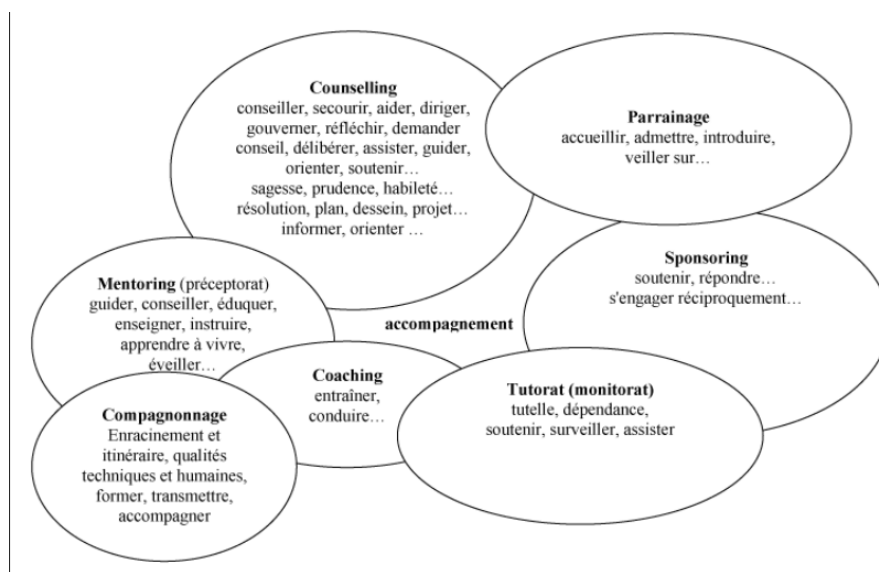 Counselling
conseiller, secourir, aider, diriger,
gouverner, réfléchir, demander
conseil, délibérer, assister, guider,
orienter, soutenir…
sagesse, prudence, habileté…
résolution, plan, dessein, projet…
informer, orienter …
Parrainage
accueillir, admettre, introduire,
veiller sur…
Mentoring (préceptorat)
guider, conseiller, éduquer,
enseigner, instruire,
apprendre à vivre,
éveiller…
accompagnement
Sponsoring
soutenir, répondre…
s'engager réciproquement…
Compagnonnage
Enracinement et
itinéraire, qualités
techniques et humaines,
former, transmettre,
accompagner
Coaching
entraîner,
conduire…
Tutorat (monitorat)
tutelle, dépendance,
soutenir, surveiller, assister